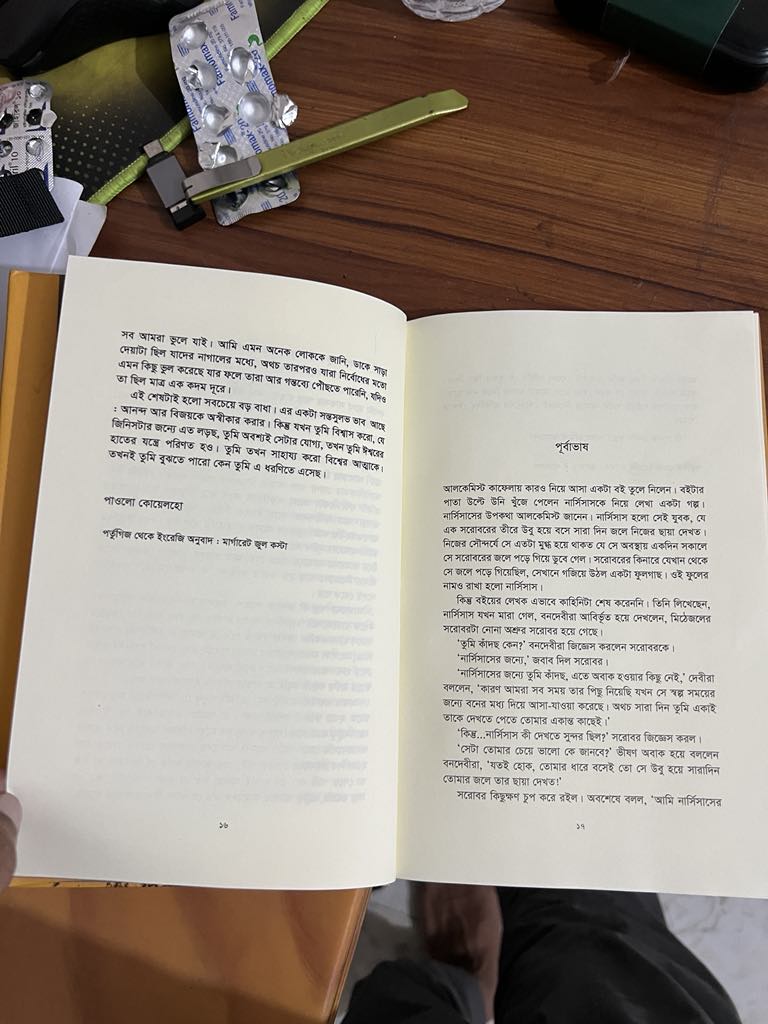 Famomax-20
Famomax-20
সব আমরা ভুলে যাই। আমি এমন অনেক লোককে জানি, ডাকে সাড়া
দেয়াটা ছিল যাদের নাগালের মধ্যে, অথচ তারপরও যারা নির্বোধের মতো
এমন কিছু ভুল করেছে যার ফলে তারা আর গন্তব্যে পৌছতে পারেনি, যদিও
তা ছিল মাত্র এক কদম দূরে।
এই শেষটাই হলো সবচেয়ে বড় বাধা। এর একটা সন্তসুলভ ভাব আছে
: আনন্দ আর বিজয়কে অস্বীকার করার। কিন্তু যখন তুমি বিশ্বাস করো, যে
জিনিসটার জন্যে এত লড়ছ, তুমি অবশ্যই সেটার যোগ্য, তখন তুমি ঈশ্বরের
হাতের যন্ত্রে পরিণত হও। তুমি তখন সাহায্য করো বিশ্বের আত্মাকে।
তখনই তুমি বুঝতে পারো কেন তুমি এ ধরণিতে এসেছ।
পাওলো কোয়েলহো
পর্তুগিজ থেকে ইংরেজি অনুবাদ : মার্গারেট জুল কস্টা
১৬
পূর্বাভাষ
আলকেমিস্ট কাফেলায় কারও নিয়ে আসা একটা বই তুলে নিলেন। বইটার
পাতা উল্টে উনি খুঁজে পেলেন নার্সিসাসকে নিয়ে লেখা একটা গল্প।
নার্সিসাসের উপকথা আলকেমিস্ট জানেন। নার্সিসাস হলো সেই যুবক, যে
এক সরোবরের তীরে উবু হয়ে বসে সারা দিন জলে নিজের ছায়া দেখত।
নিজের সৌন্দর্যে সে এতটা মুগ্ধ হয়ে থাকত যে সে অবস্থায় একদিন সকালে
সে সরোবরের জলে পড়ে গিয়ে ডুবে গেল। সরোবরের কিনারে যেখান থেকে
সে জলে পড়ে গিয়েছিল, সেখানে গজিয়ে উঠল একটা ফুলগাছ। ওই ফুলের
নামও রাখা হলো নার্সিসাস।
কিন্তু বইয়ের লেখক এভাবে কাহিনিটা শেষ করেননি। তিনি লিখেছেন,
নার্সিসাস যখন মারা গেল, বনদেবীরা আবির্ভূত হয়ে দেখলেন, মিঠেজলের
সরোবরটা নোনা অশ্রুর সরোবর হয়ে গেছে।
‘তুমি কাঁদছ কেন?’ বনদেবীরা জিজ্ঞেস করলেন সরোবরকে।
‘নার্সিসাসের জন্যে,’ জবাব দিল সরোবর।
‘নার্সিসাসের জন্যে তুমি কাঁদছ, এতে অবাক হওয়ার কিছু নেই,’ দেবীরা
বললেন, ‘কারণ আমরা সব সময় তার পিছু নিয়েছি যখন সে স্বল্প সময়ের
জন্যে বনের মধ্য দিয়ে আসা-যাওয়া করেছে। অথচ সারা দিন তুমি একাই
তাকে দেখতে পেতে তোমার একান্ত কাছেই।’
‘কিন্তু...নার্সিসাস কী দেখতে সুন্দর ছিল?’ সরোবর জিজ্ঞেস করল।
‘সেটা তোমার চেয়ে ভালো কে জানবে?’ ভীষণ অবাক হয়ে বললেন
বনদেবীরা, ‘যতই হোক, তোমার ধারে বসেই তো সে উবু হয়ে সারাদিন
তোমার জলে তার ছায়া দেখত!’
সরোবর কিছুক্ষণ চুপ করে রইল। অবশেষে বলল, ‘আমি নার্সিসাসের
১৭